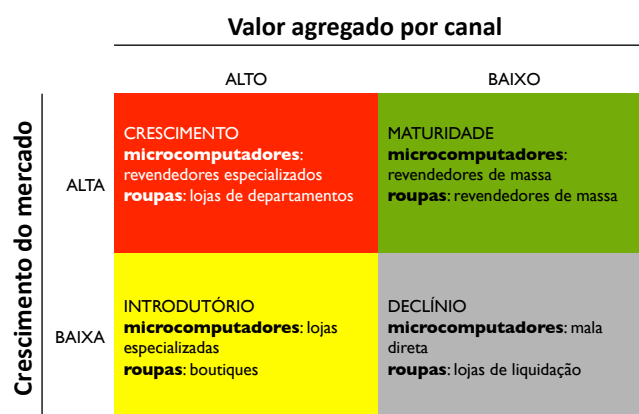 Valor agregado por canal
ALTO
BAIXO
Crescimento do mercado
ALTA
CRESCIMENTO
microcomputadores:
revendedores especializados
roupas: lojas de departamentos
MATURIDADE
microcomputadores:
revendedores de massa
roupas: revendedores de massa
BAIXA
INTRODUTÓRIO
microcomputadores: lojas
especializadas
roupas: boutiques
DECLÍNIO
microcomputadores: mala
direta
roupas: lojas de liquidação